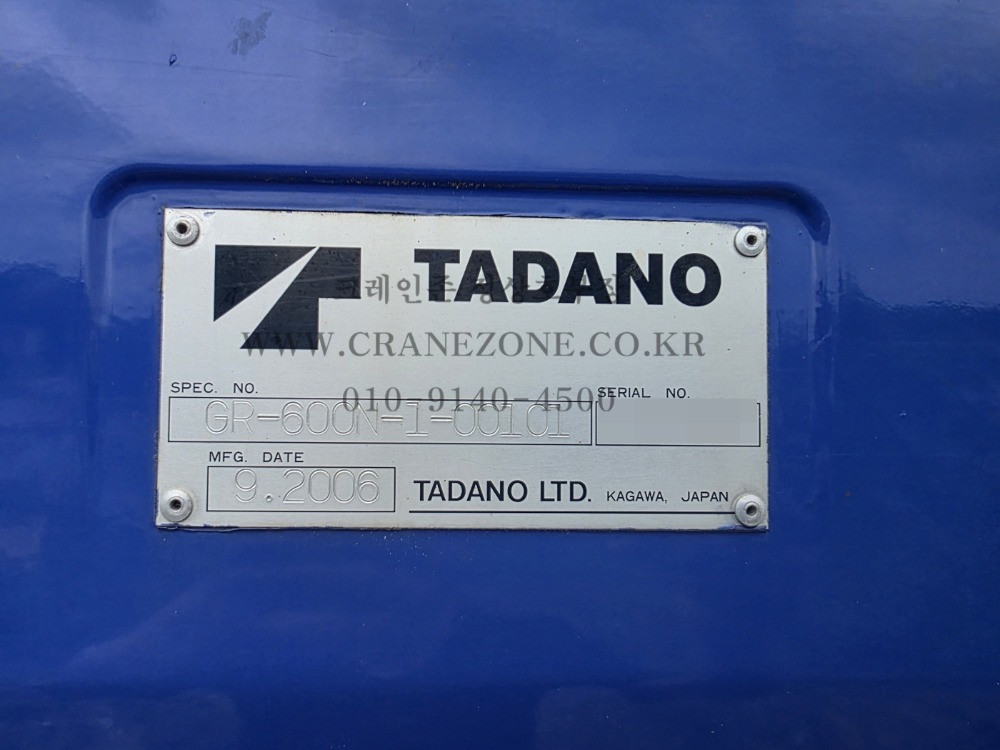 TADANO
WWW.CRANEZONE.CO.KR
010-9140-4500
SPEC. NO.
SERIAL NO.
GR-600N-1-00101
MFG. DATE
9.2006
TADANO LTD. KAGAWA, JAPAN